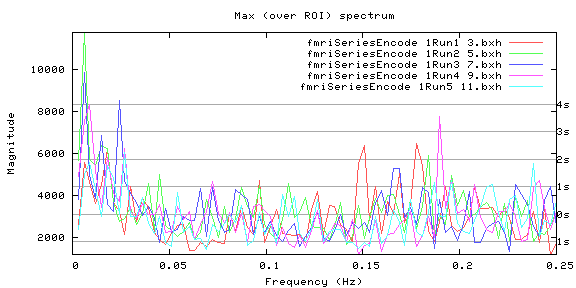 Max (over ROI) spectrum
fmriSeriesEncode 1Run1 3.bxh
fmriSeriesEncode 1Run2 5.bxh
fmriSeriesEncode 1Run3 7.bxh
fmriSeriesEncode 1Run4 9.bxh
fmriSeriesEncode 1Run5 11.bxh
Magnitude
10000
8000
6000
4000
2000
4s
3s
2s
1s
0s
1s
0
0.05
0.1
0.15
0.2
0.25
Frequency (Hz)